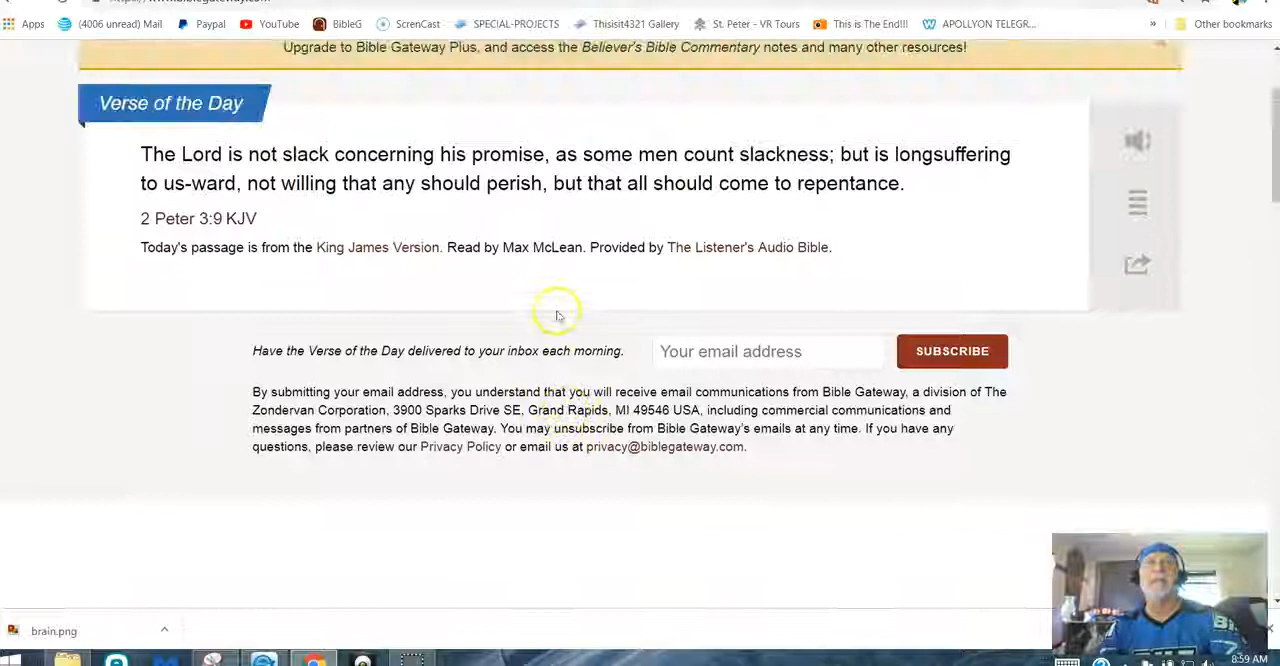 Apps (4006 unread) Mail Paypal YouTube BibleG ScrenCast SPECIAL-PROJECTS Thisisit4321 Gallery St. Peter - VR Tours This is The End!!! APOLLYON TELEGR... » Other bookmarks
Upgrade to Bible Gateway Plus, and access the Believer's Bible Commentary notes and many other resources!
Verse of the Day
The Lord is not slack concerning his promise, as some men count slackness; but is longsuffering
to us-ward, not willing that any should perish, but that all should come to repentance.
2 Peter 3:9 KJV
Today's passage is from the King James Version. Read by Max McLean. Provided by The Listener's Audio Bible.
Have the Verse of the Day delivered to your inbox each morning. Your email address SUBSCRIBE
By submitting your email address, you understand that you will receive email communications from Bible Gateway, a division of The
Zondervan Corporation, 3900 Sparks Drive SE, Grand Rapids, MI 49546 USA, including commercial communications and
messages from partners of Bible Gateway. You may unsubscribe from Bible Gateway's emails at any time. If you have any
questions, please review our Privacy Policy or email us at privacy@biblegateway.com.
brain.png
8:59 AM